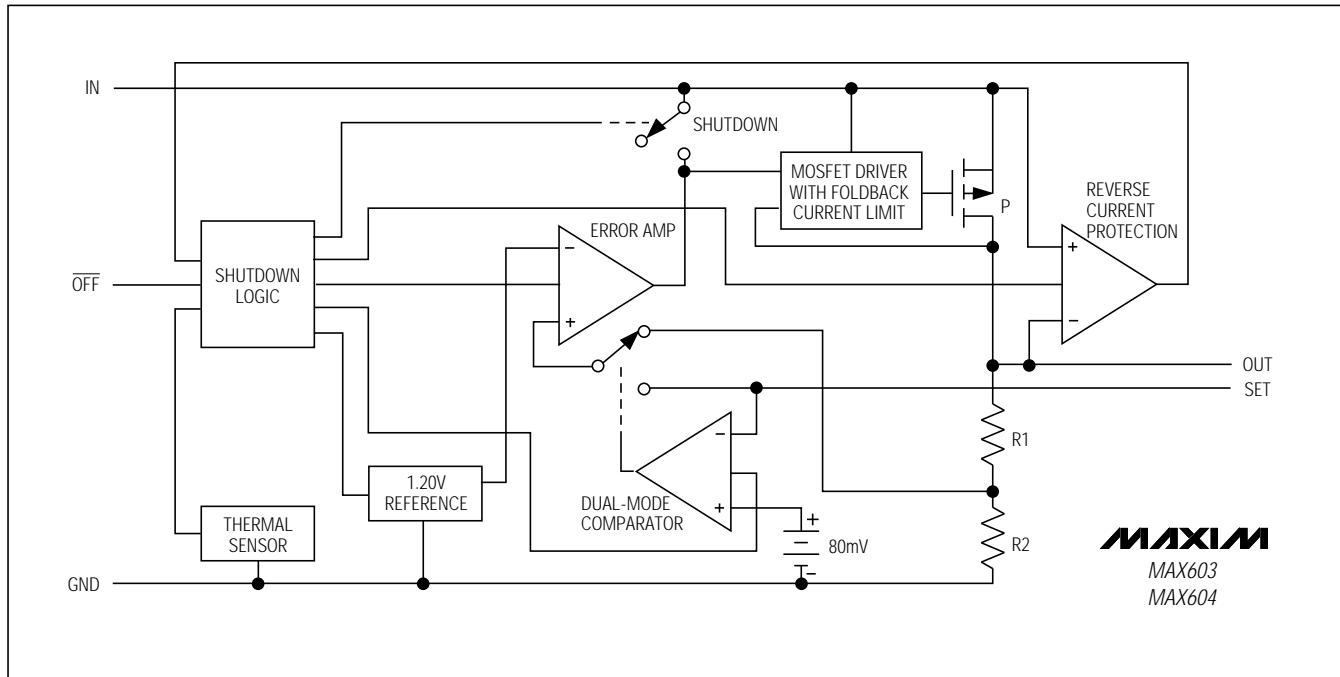 IN
SHUTDOWN
MOSFET DRIVER
WITH FOLDBACK
CURRENT LIMIT
P
REVERSE
CURRENT
PROTECTION
+
−
ERROR AMP
−
+
SHUTDOWN
LOGIC
OFF
OUT
SET
R1
−
+
DUAL-MODE
COMPARATOR
1.20V
REFERENCE
THERMAL
SENSOR
+
−
80mV
R2
GND
MAXIM
MAX603
MAX604